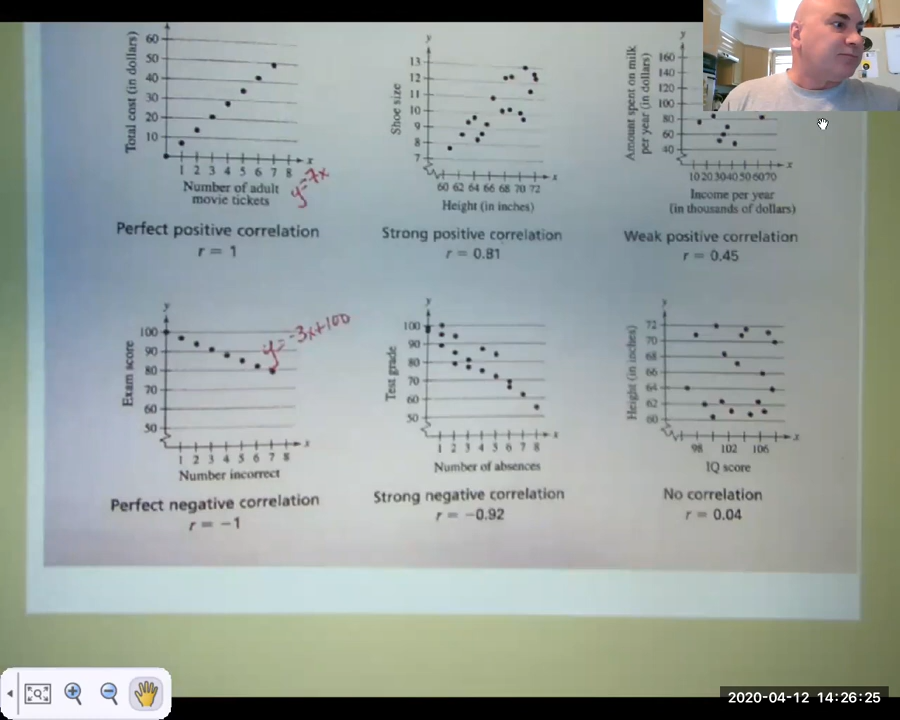 Total cost (in dollars)
60
50
40
30
20
10
1 2 3 4 5 6 7 8
x
Number of adult
movie tickets
y=7x
Perfect positive correlation
r = 1
y
Shoe size
13
12
11
10
9
8
7
60 62 64 66 68 70 72
x
Height (in inches)
Strong positive correlation
r = 0.81
y
Amount spent on milk
per year (in dollars)
160
140
120
100
80
60
40
10 20 30 40 50 60 70
x
Income per year
(in thousands of dollars)
Weak positive correlation
r = 0.45
y
Exam score
100
90
80
70
60
50
y=-3x+100
1 2 3 4 5 6 7 8
x
Number incorrect
Perfect negative correlation
r = −1
y
Test grade
100
90
80
70
60
50
1 2 3 4 5 6 7 8
x
Number of absences
Strong negative correlation
r = −0.92
y
Height (in inches)
72
70
68
66
64
62
60
98 102 106
x
IQ score
No correlation
r = 0.04
2020-04-12 14:26:25